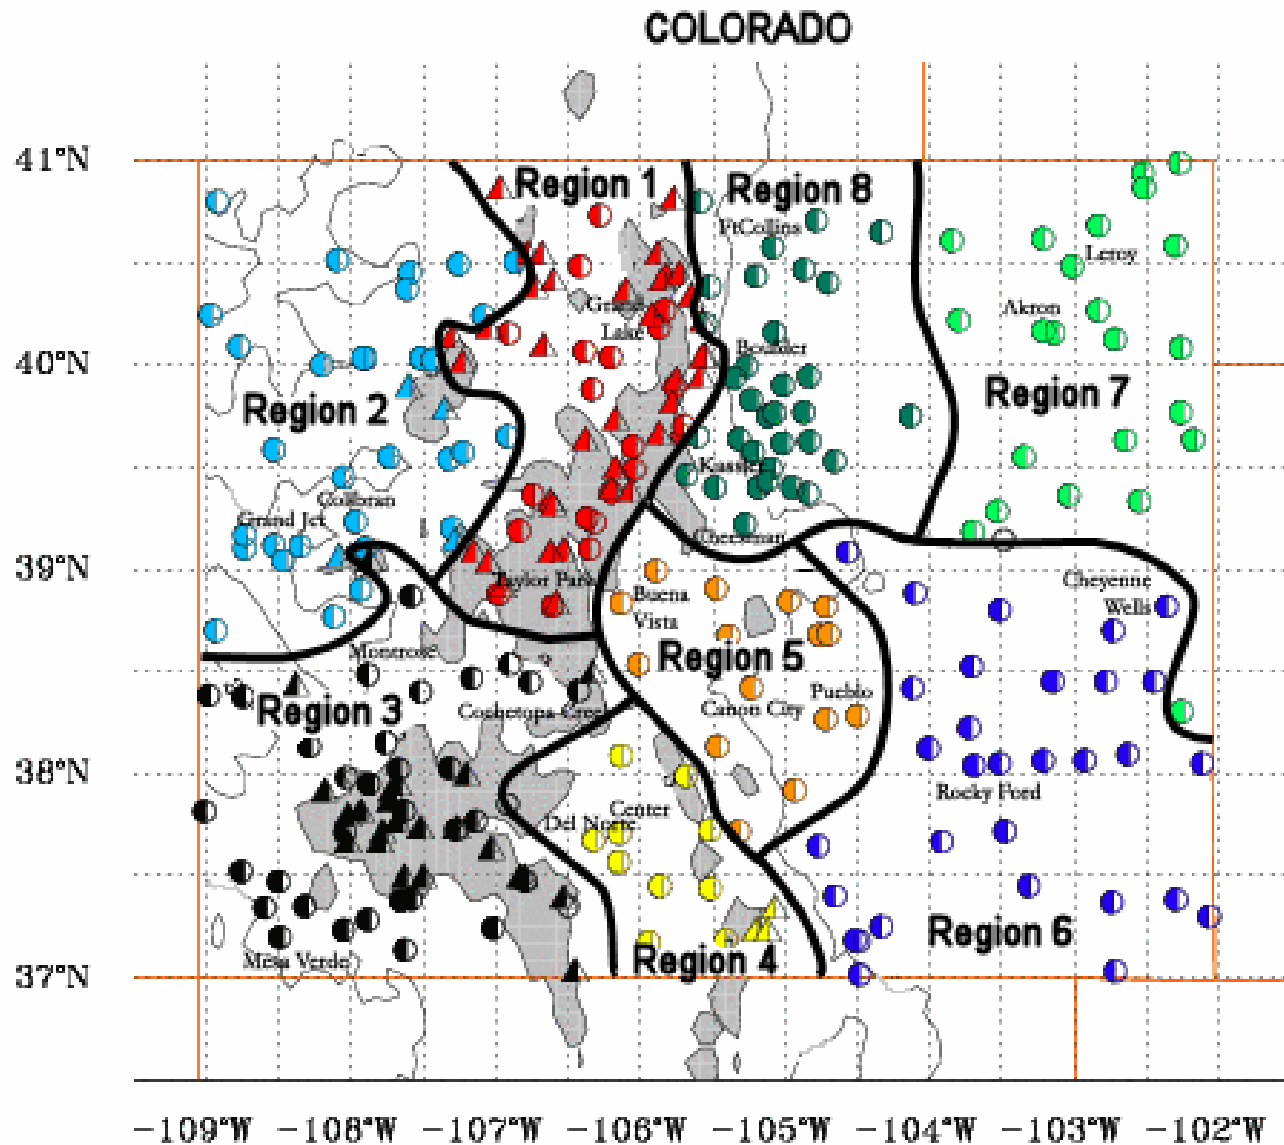 COLORADO
41°N
Region 1
Region 8
FtCollins
Leroy
Grand
Lake
Akron
Boulder
40°N
Region 2
Region 7
Kassler
Collbran
Grand Jct
Cheesman
39°N
Taylor Park
Cheyenne
Wells
Buena
Vista
Montrose
Region 5
Pueblo
Region 3
Cochetopa Creek
Canon City
38°N
Rocky Ford
Center
Del Norte
Region 6
Mesa Verde
Region 4
37°N
-109°W -108°W -107°W -106°W -105°W -104°W -103°W -102°W